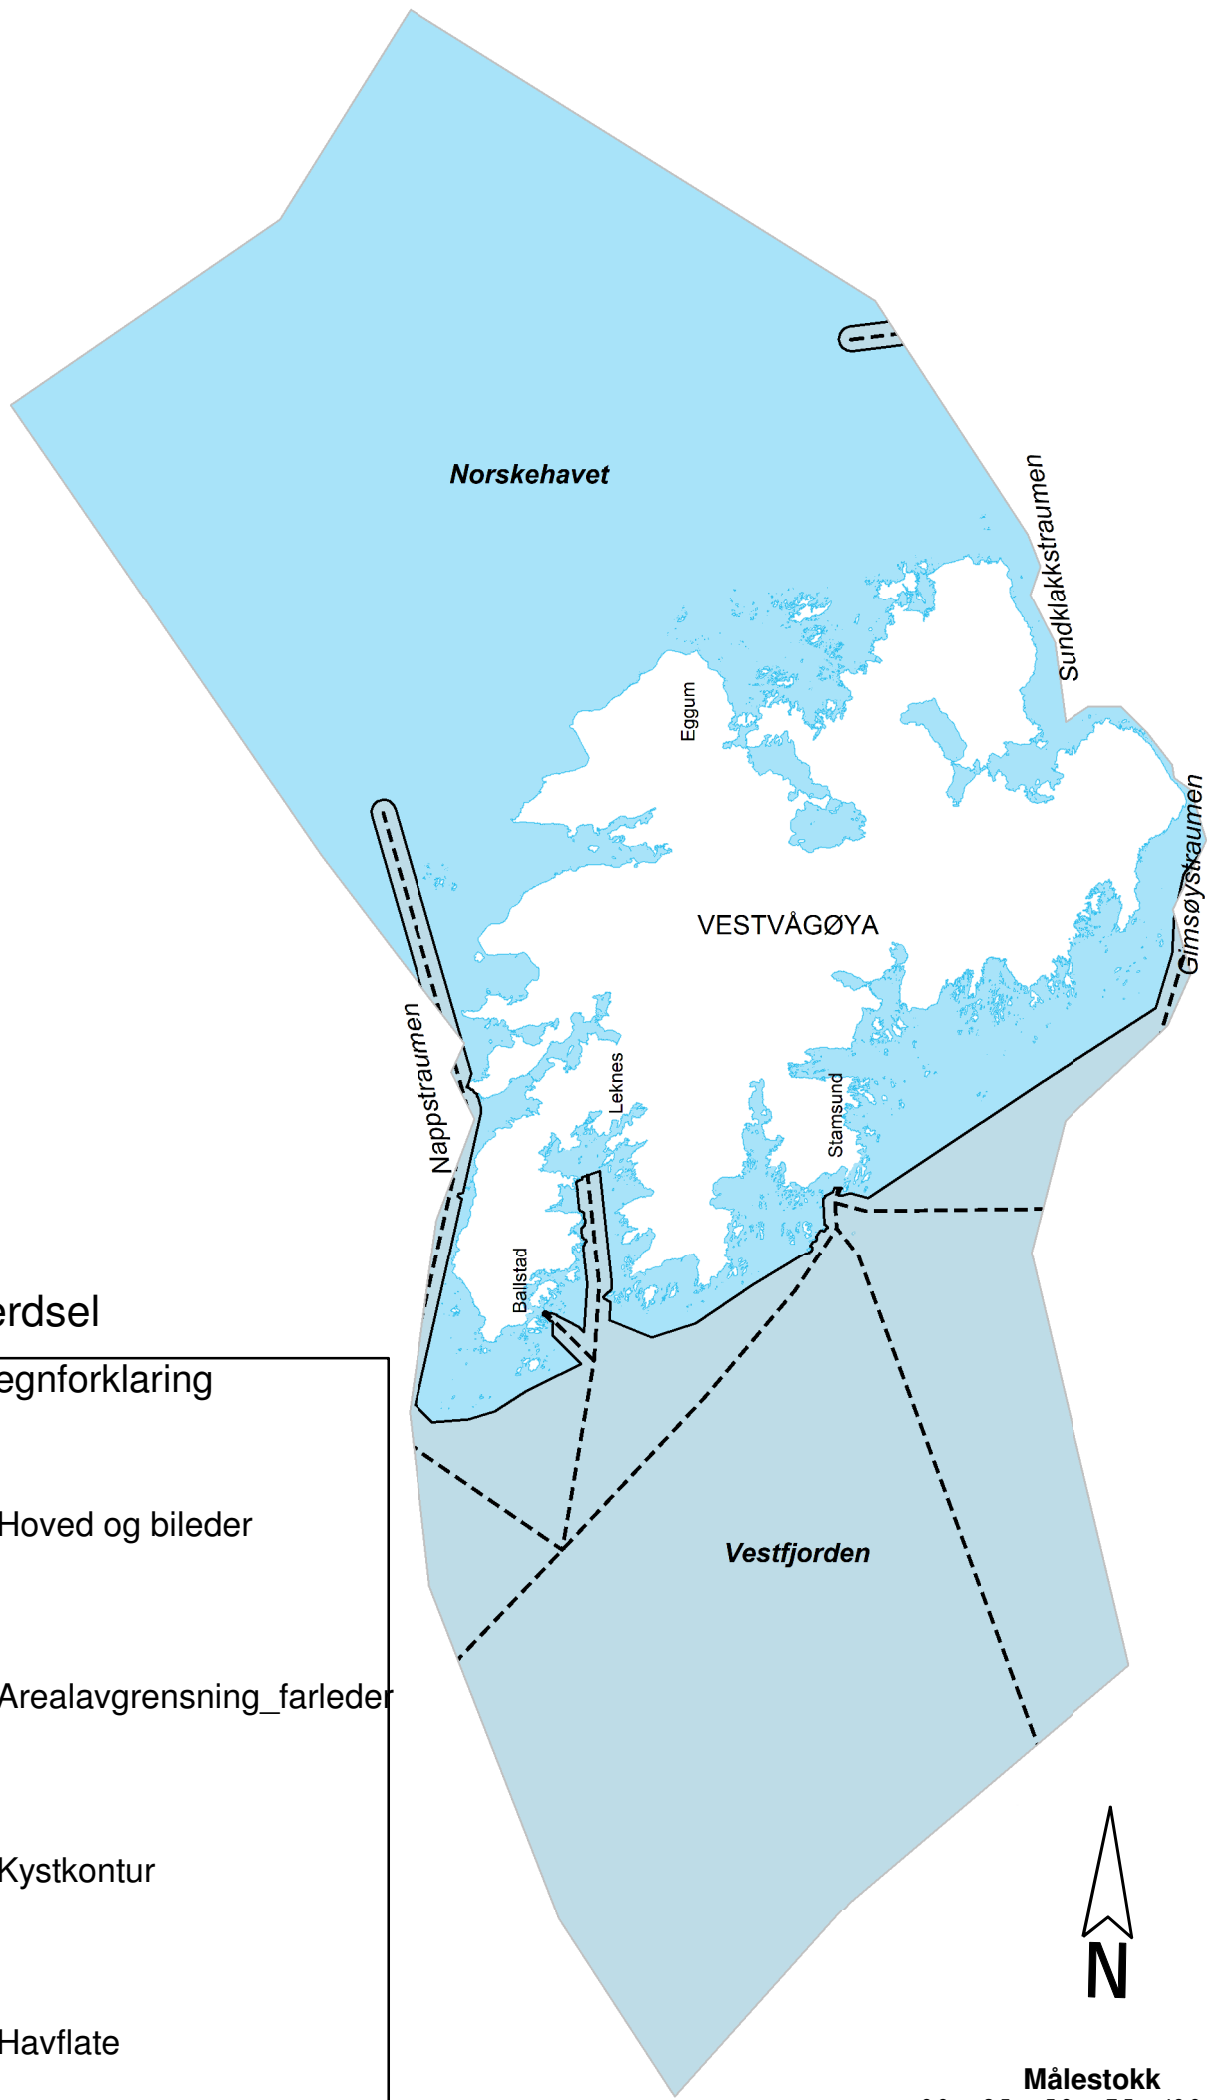 Norskehavet
Sundklakkstraumen
Eggum
Gimsøystraumen
VESTVÅGØYA
Nappstraumen
Leknes
Stamsund
Ballstad
erdsel
egnforklaring
Hoved og bileder
Vestfjorden
Arealavgrensning_farleder
Kystkontur
N
Havflate
Målestokk